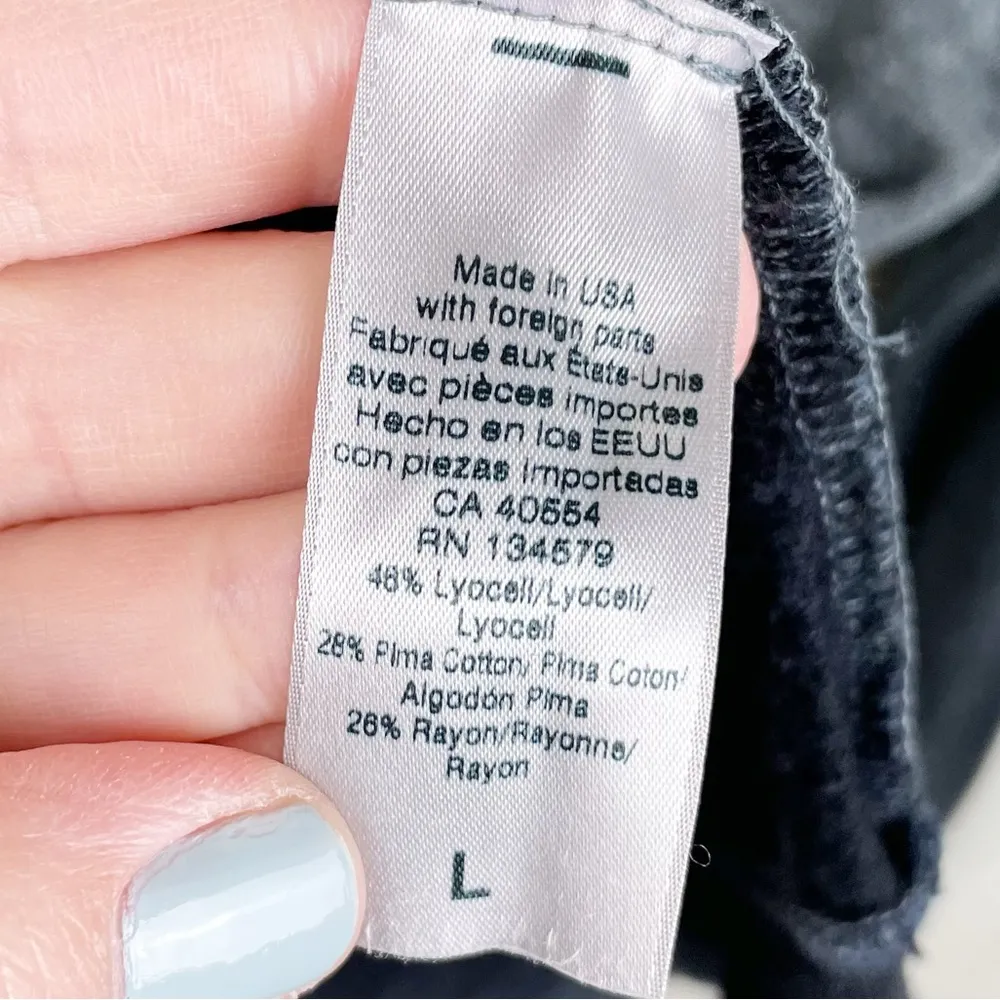 Made in USA
with foreign parts
Fabriqué aux États-Unis
avec pièces importes
Hecho en los EEUU
con piezas importadas
CA 40554
RN 134579
46% Lyocell/Lyocell/
Lyocell
28% Pima Cotton/ Pima Coton/
Algodón Pima
26% Rayon/Rayonne/
Rayon
L